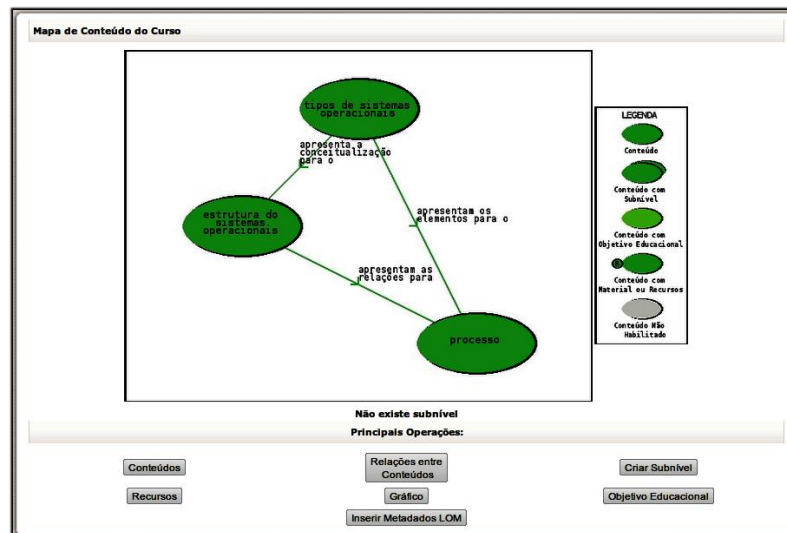 Mapa de Conteúdo do Curso
tipos de sistemas
operacionais
apresenta a
conceitualização
para o
estrutura do
sistemas
operacionais
apresentam os
elementos para o
apresentam as
relações para
processo
LEGENDA
Conteúdo
Conteúdo com
Subnível
Conteúdo com
Objetivo Educacional
R
Conteúdo com
Material ou Recursos
Conteúdo Não
Habilitado
Não existe subnível
Principais Operações:
Conteúdos
Relações entre
Conteúdos
Criar Subnível
Recursos
Gráfico
Objetivo Educacional
Inserir Metadados LOM